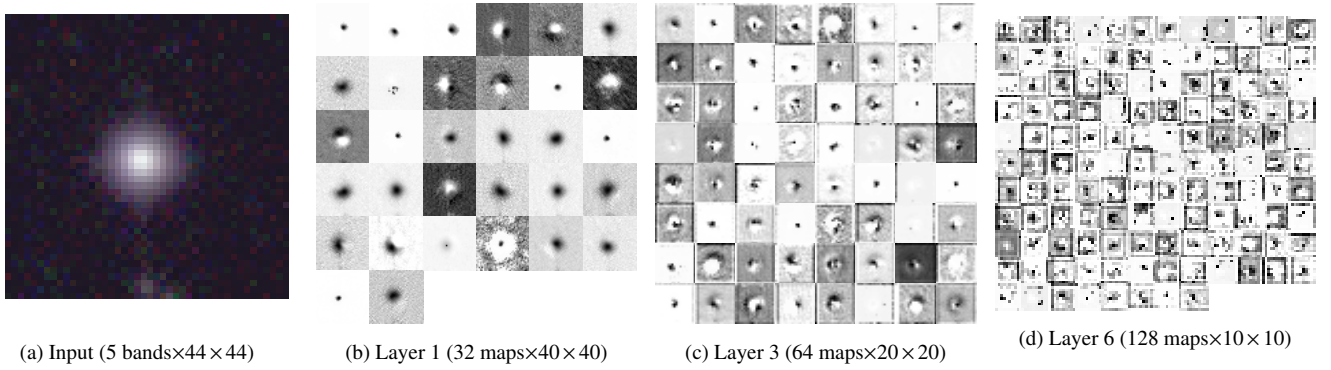 (a) Input (5 bands×44×44)
(b) Layer 1 (32 maps×40×40)
(c) Layer 3 (64 maps×20×20)
(d) Layer 6 (128 maps×10×10)